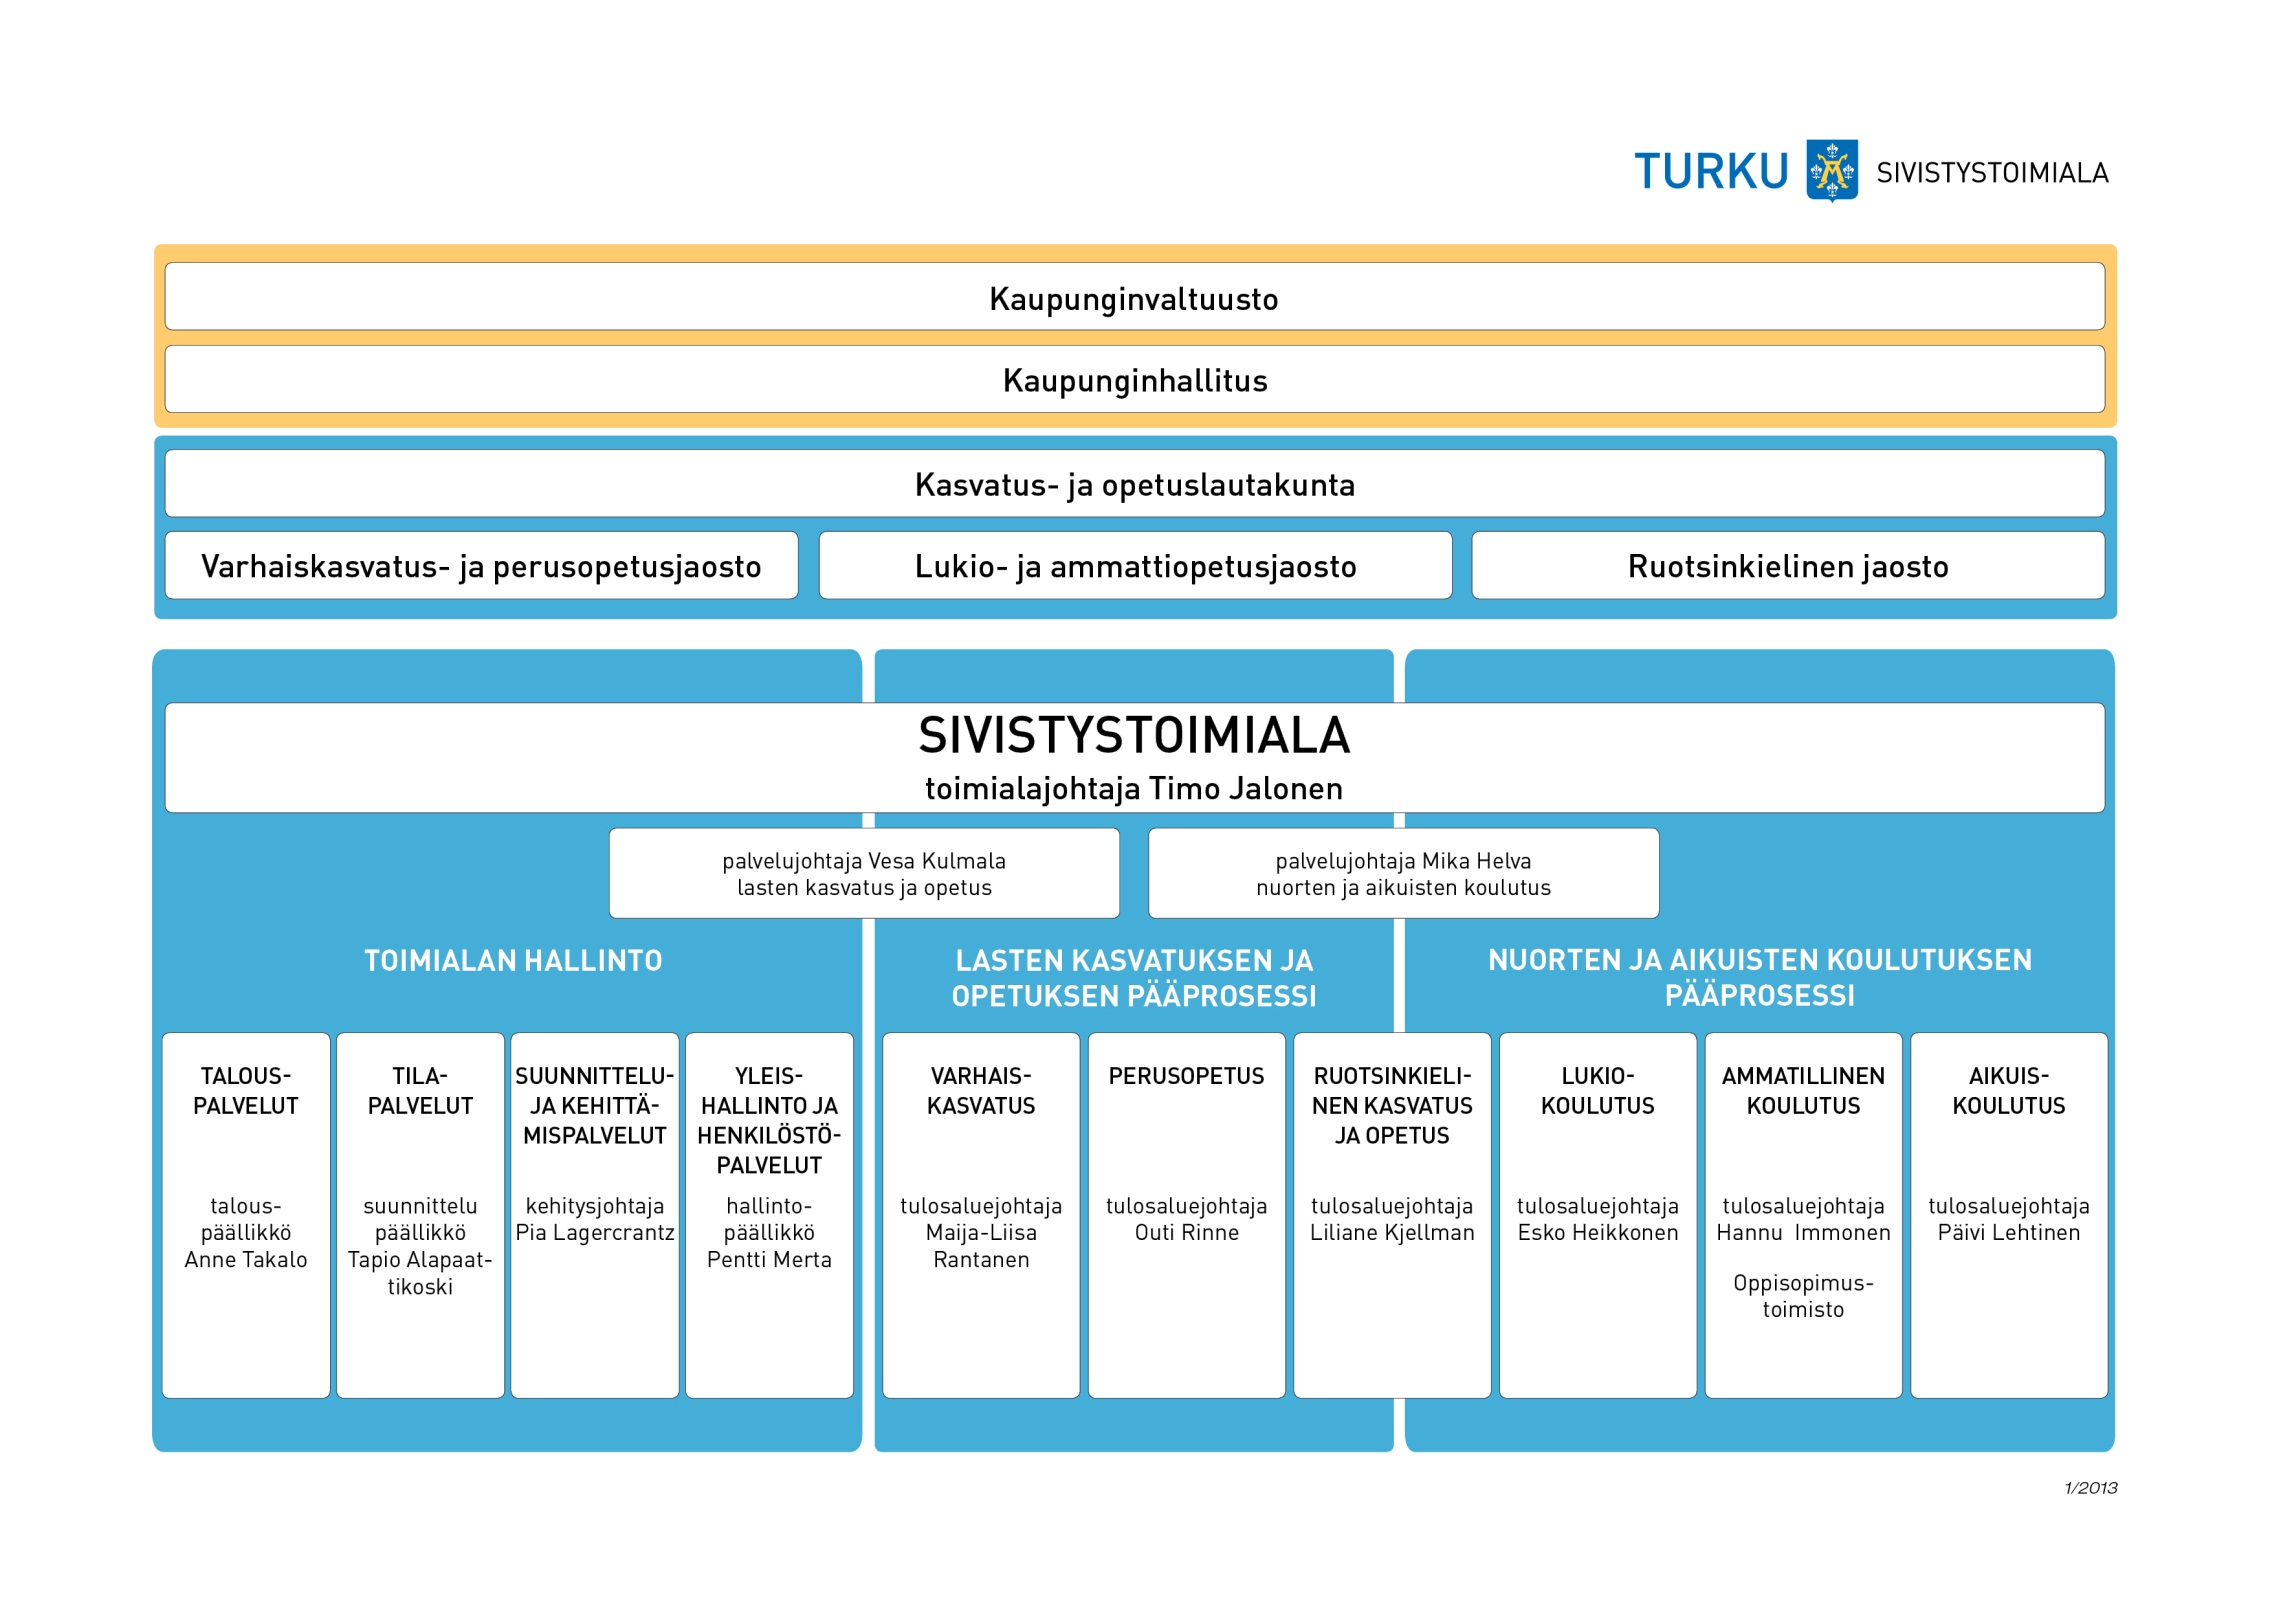 TURKU SIVISTYSTOIMIALA
Kaupunginvaltuusto
Kaupunginhallitus
Kasvatus- ja opetuslautakunta
Varhaiskasvatus- ja perusopetusjaosto
Lukio- ja ammattiopetusjaosto
Ruotsinkielinen jaosto
SIVISTYSTOIMIALA
toimialajohtaja Timo Jalonen
palvelujohtaja Vesa Kulmala
lasten kasvatus ja opetus
palvelujohtaja Mika Helva
nuorten ja aikuisten koulutus
TOIMIALAN HALLINTO
TALOUS-
PALVELUT
talous-
päällikkö
Anne Takalo
TILA-
PALVELUT
suunnittelu
päällikkö
Tapio Alapaat-
tikoski
SUUNNITTELU-
JA KEHITTÄ-
MISPALVELUT
kehitysjohtaja
Pia Lagercrantz
YLEIS-
HALLINTO JA
HENKILÖSTÖ-
PALVELUT
hallinto-
päällikkö
Pentti Merta
LASTEN KASVATUKSEN JA
OPETUKSEN PÄÄPROSESSI
VARHAIS-
KASVATUS
tulosaluejohtaja
Maija-Liisa
Rantanen
PERUSOPETUS
tulosaluejohtaja
Outi Rinne
RUOTSINKIELI-
NEN KASVATUS
JA OPETUS
tulosaluejohtaja
Liliane Kjellman
NUORTEN JA AIKUISTEN KOULUTUKSEN
PÄÄPROSESSI
LUKIO-
KOULUTUS
tulosaluejohtaja
Esko Heikkonen
AMMATILLINEN
KOULUTUS
tulosaluejohtaja
Hannu Immonen
Oppisopimus-
toimisto
AIKUIS-
KOULUTUS
tulosaluejohtaja
Päivi Lehtinen
1/2013